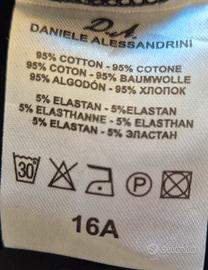 D.A.
DANIELE ALESSANDRINI
95% COTTON - 95% COTONE
95% COTON - 95% BAUMWOLLE
95% ALGODÓN - 95% ХЛОПОК
5% ELASTAN - 5%ELASTAN
5% ELASTHANNE - 5% ELASTHAN
5% ELASTAN - 5% ЭЛАСТАН
30°
P
16A
Subito